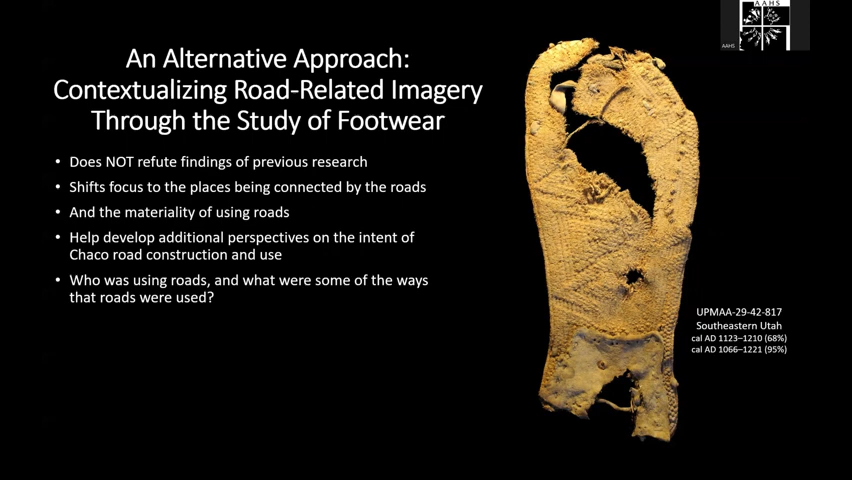 AAHS
AAHS
An Alternative Approach:
Contextualizing Road-Related Imagery
Through the Study of Footwear
• Does NOT refute findings of previous research
• Shifts focus to the places being connected by the roads
• And the materiality of using roads
• Help develop additional perspectives on the intent of
Chaco road construction and use
• Who was using roads, and what were some of the ways
that roads were used?
UPMAA-29-42-817
Southeastern Utah
cal AD 1123–1210 (68%)
cal AD 1066–1221 (95%)